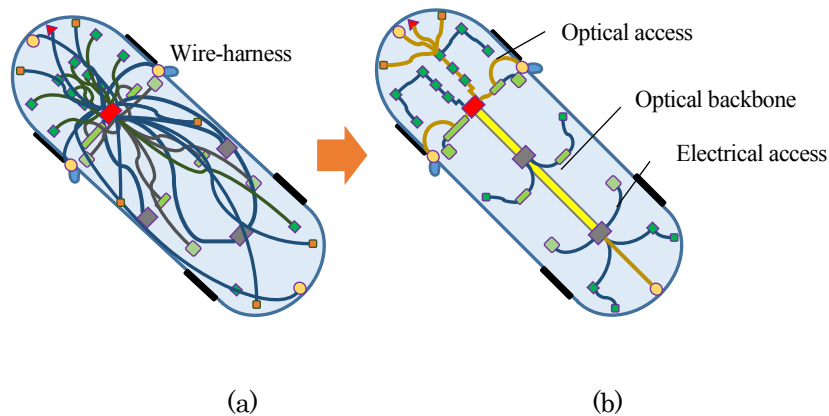 Wire-harness
Optical access
Optical backbone
Electrical access
(a)
(b)